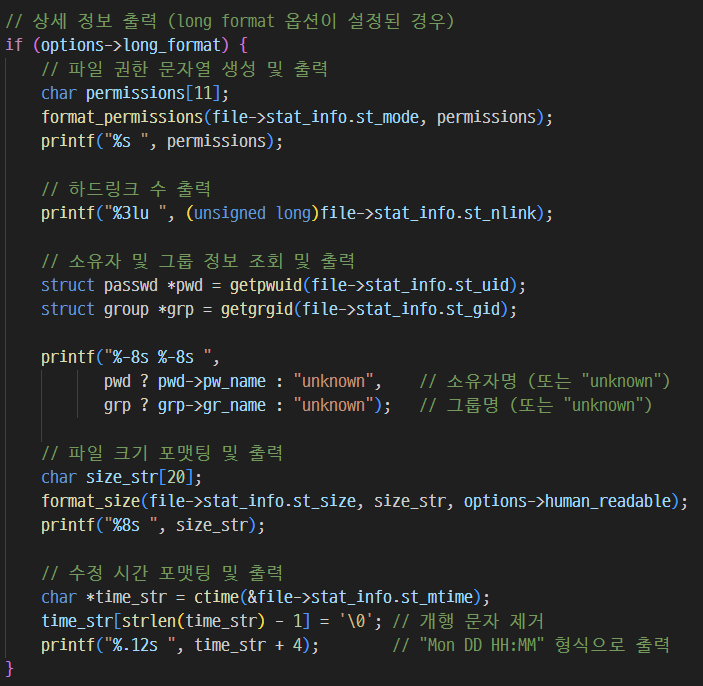 // 상세 정보 출력 (long format 옵션이 설정된 경우)
if (options->long_format) {
    // 파일 권한 문자열 생성 및 출력
    char permissions[11];
    format_permissions(file->stat_info.st_mode, permissions);
    printf("%s ", permissions);

    // 하드링크 수 출력
    printf("%3lu ", (unsigned long)file->stat_info.st_nlink);

    // 소유자 및 그룹 정보 조회 및 출력
    struct passwd *pwd = getpwuid(file->stat_info.st_uid);
    struct group *grp = getgrgid(file->stat_info.st_gid);

    printf("%-8s %-8s ",
           pwd ? pwd->pw_name : "unknown",    // 소유자명 (또는 "unknown")
           grp ? grp->gr_name : "unknown");   // 그룹명 (또는 "unknown")

    // 파일 크기 포맷팅 및 출력
    char size_str[20];
    format_size(file->stat_info.st_size, size_str, options->human_readable);
    printf("%8s ", size_str);

    // 수정 시간 포맷팅 및 출력
    char *time_str = ctime(&file->stat_info.st_mtime);
    time_str[strlen(time_str) - 1] = '\0'; // 개행 문자 제거
    printf("%.12s ", time_str + 4);        // "Mon DD HH:MM" 형식으로 출력
}